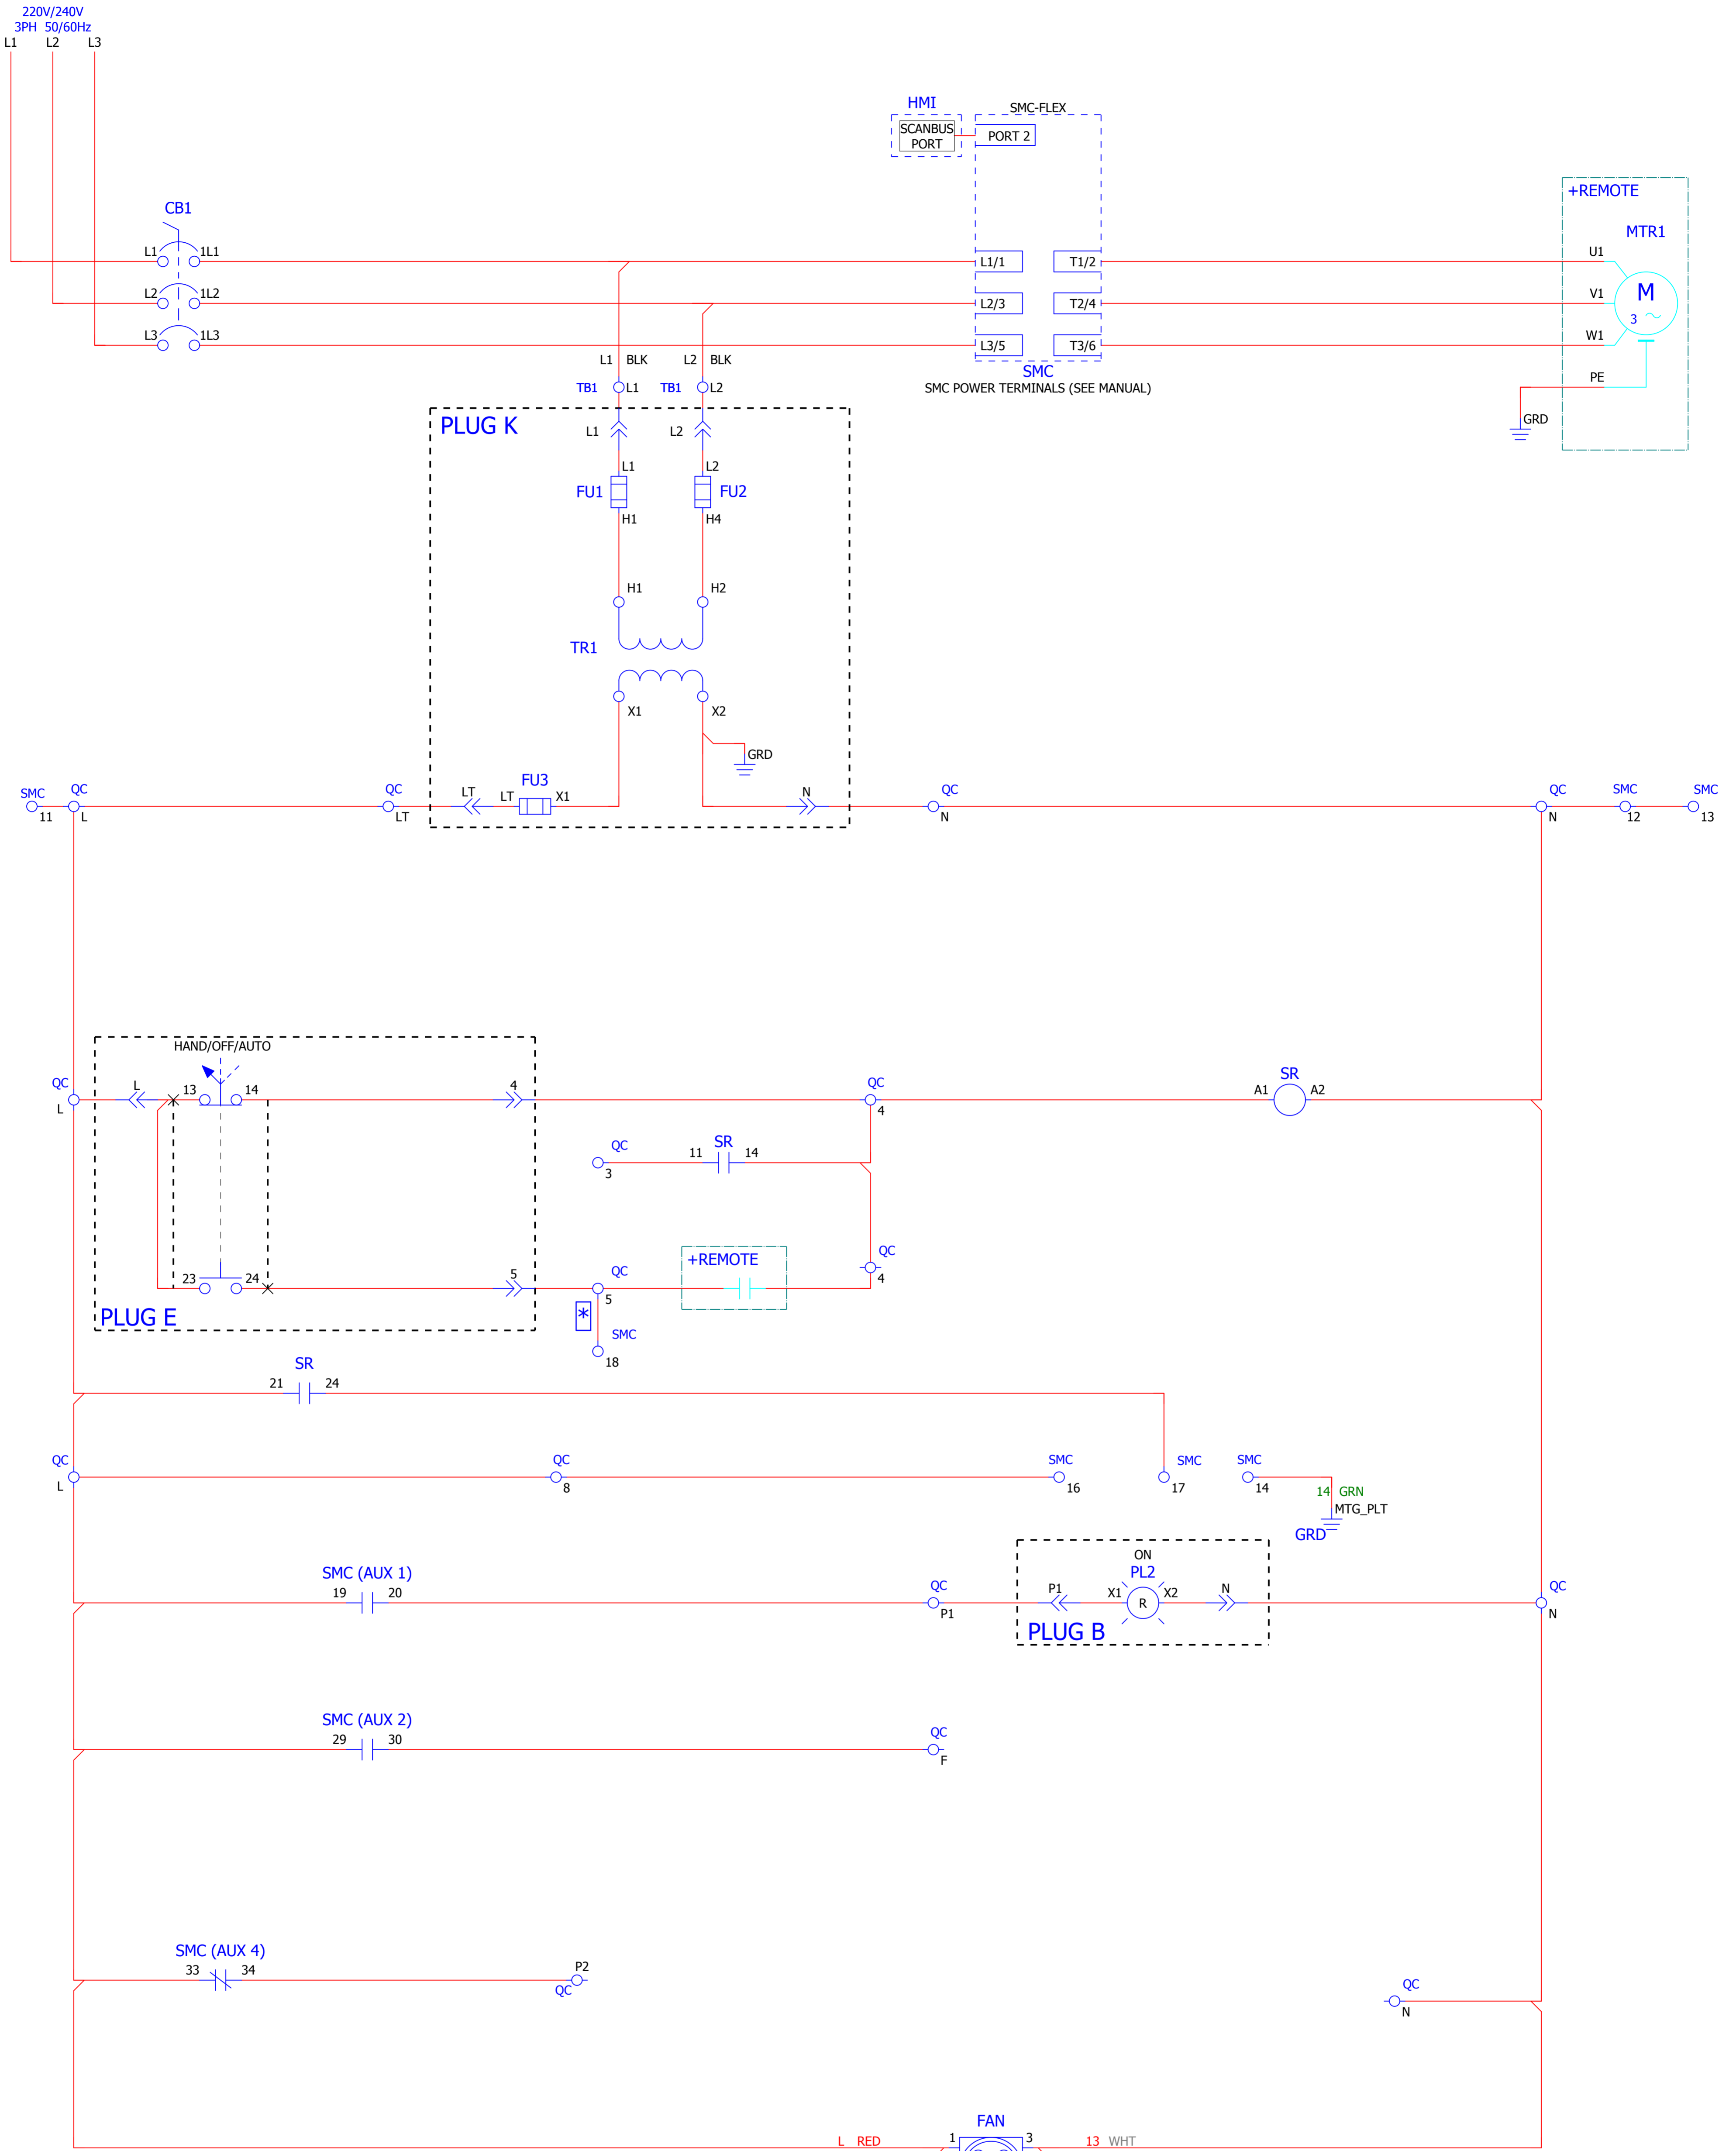 220V/240V
3PH 50/60Hz
L1 L2 L3
HMI
SMC-FLEX
SCANBUS
PORT
PORT 2
+REMOTE
MTR1
CB1
L1 1L1
L1/1 T1/2
U1
L2 1L2
L2/3 T2/4
V1
M
3
L3 1L3
L3/5 T3/6
W1
L1 BLK L2 BLK
SMC
PE
TB1 L1 TB1 L2
SMC POWER TERMINALS (SEE MANUAL)
GRD
PLUG K
L1 L2
L1 L2
FU1 FU2
H1 H4
H1 H2
TR1
X1 X2
GRD
FU3
SMC QC QC LT LT X1 N QC QC SMC SMC
11 L LT N N 12 13
HAND/OFF/AUTO
QC L 13 14 4 QC SR
L 4 A1 A2
QC 11 SR 14
3
+REMOTE QC
4
23 24 5 QC
5
PLUG E
*
SMC
18
SR
21 24
QC QC SMC SMC SMC
L 8 16 17 14
14 GRN
MTG_PLT
GRD
ON
SMC (AUX 1) PL2
19 20 QC P1 X1 R X2 N QC
P1 N
PLUG B
SMC (AUX 2)
29 30 QC
F
SMC (AUX 4)
33 34 P2
QC
QC
N
FAN
L RED 1 3 13 WHT